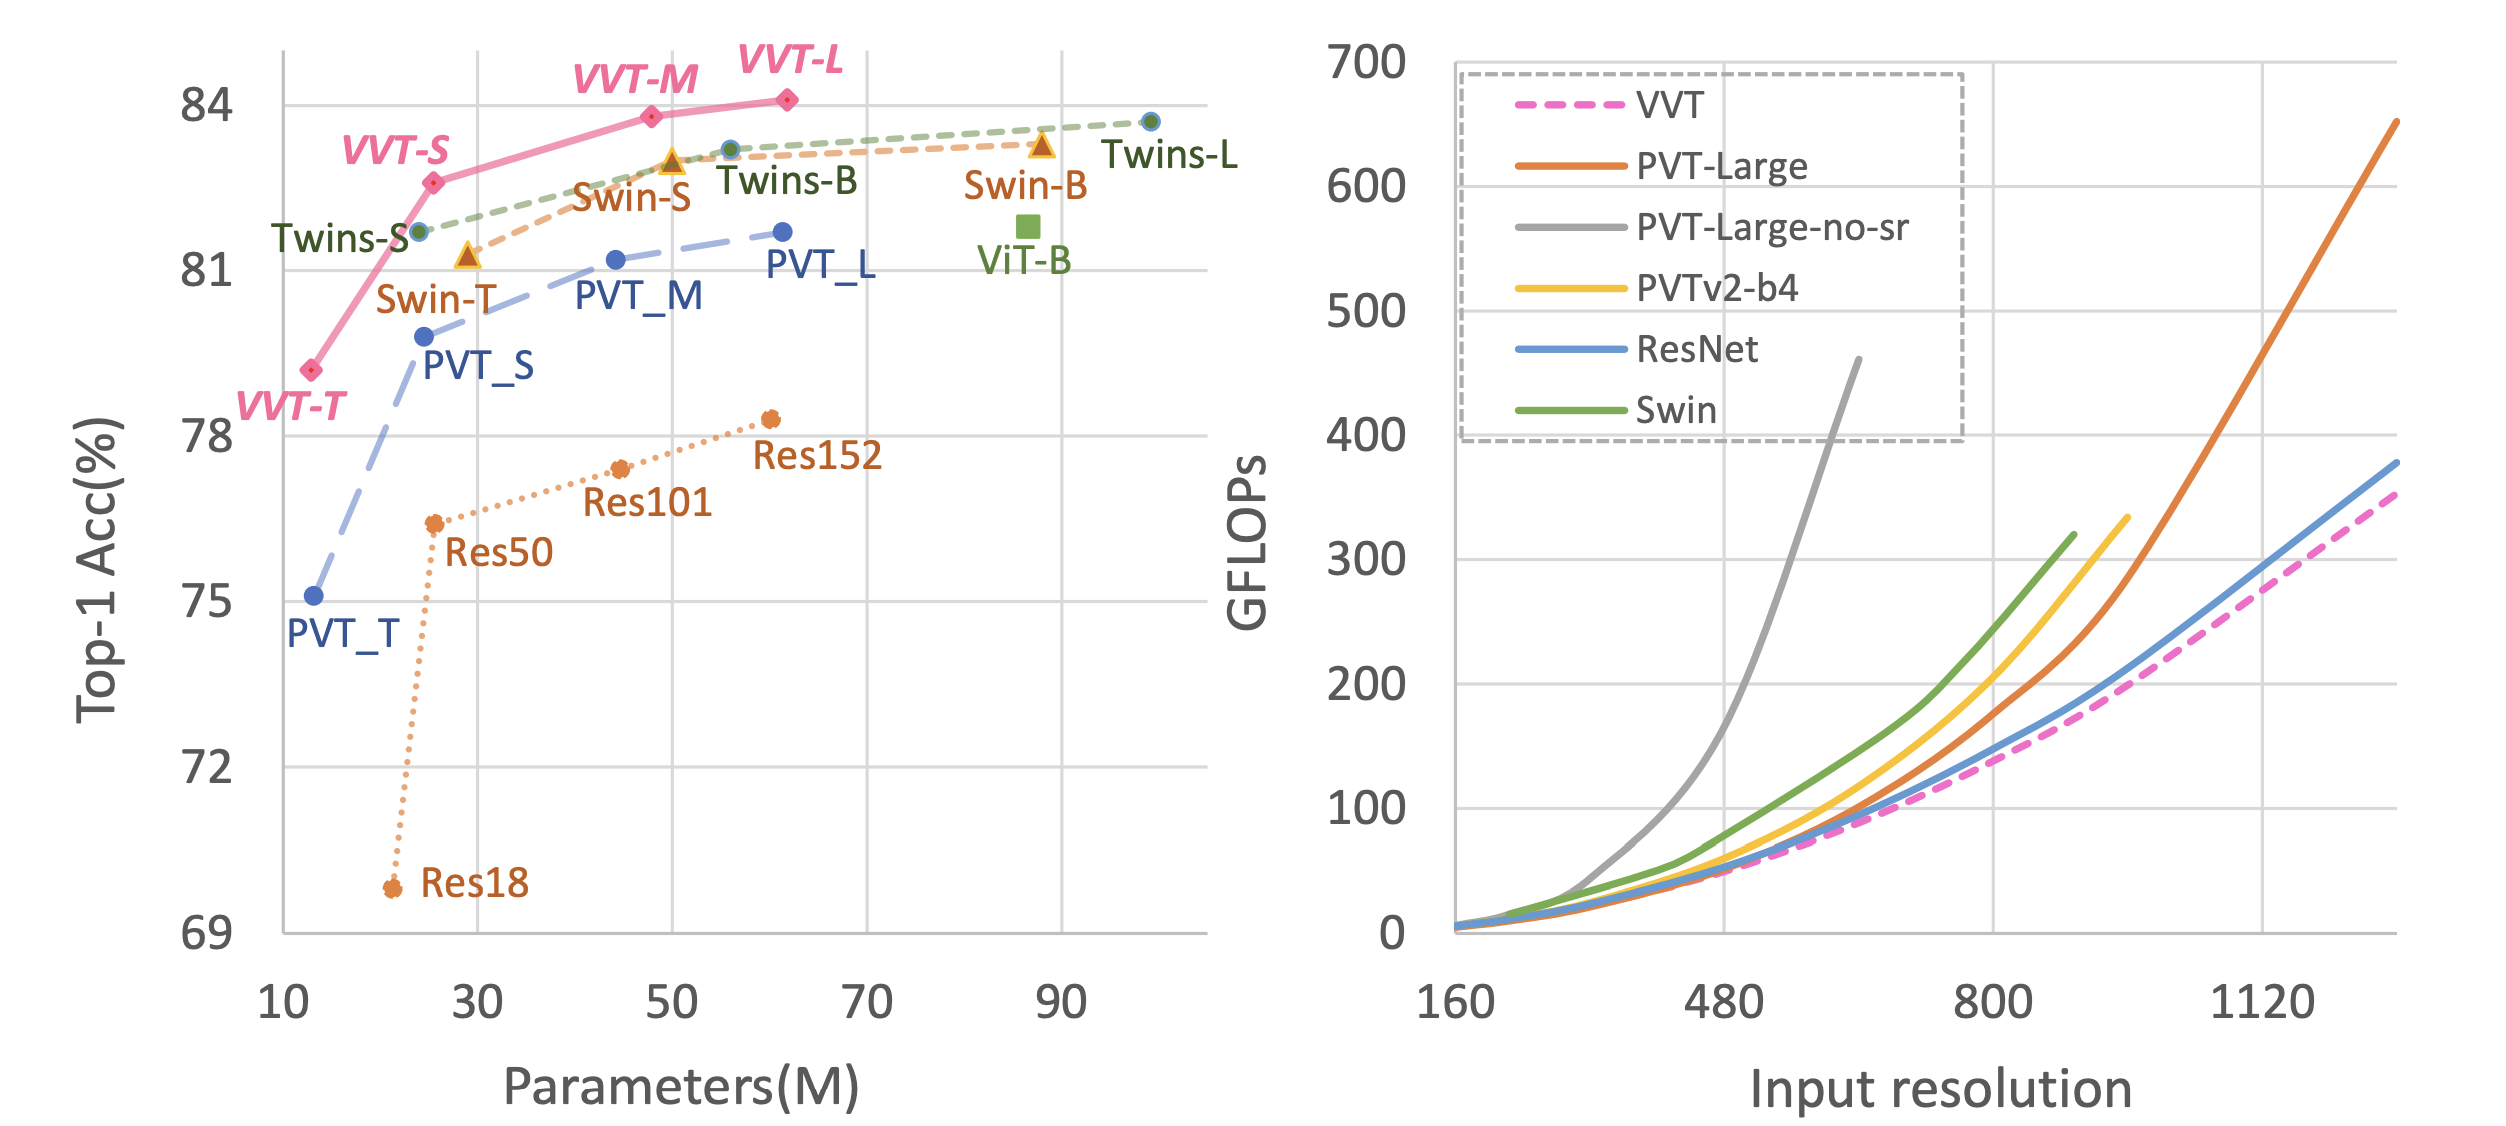 Top-1 Acc(%)
84
81
78
75
72
69
10
30
50
70
90
Parameters(M)
VVT-L
VVT-M
VVT-S
VVT-T
Twins-S
Twins-B
Twins-L
Swin-T
Swin-S
Swin-B
ViT-B
PVT_L
PVT_M
PVT_S
PVT_T
Res152
Res101
Res50
Res18
GFLOPs
700
600
500
400
300
200
100
0
160
480
800
1120
Input resolution
VVT
PVT-Large
PVT-Large-no-sr
PVTv2-b4
ResNet
Swin